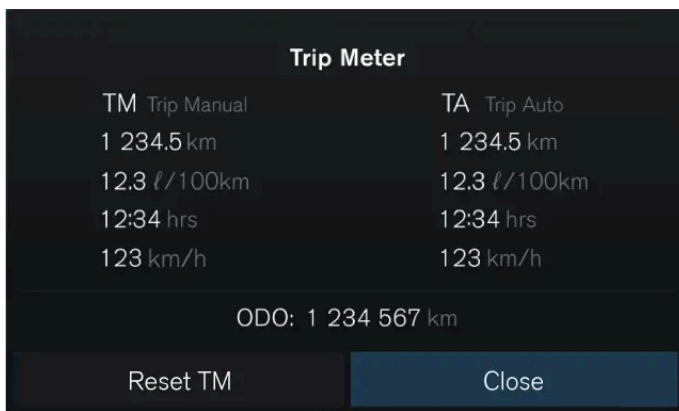 Trip Meter
TM Trip Manual
TA Trip Auto
1 234.5 km
1 234.5 km
12.3 ℓ/100km
12.3 ℓ/100km
12:34 hrs
12:34 hrs
123 km/h
123 km/h
ODO: 1 234 567 km
Reset TM
Close